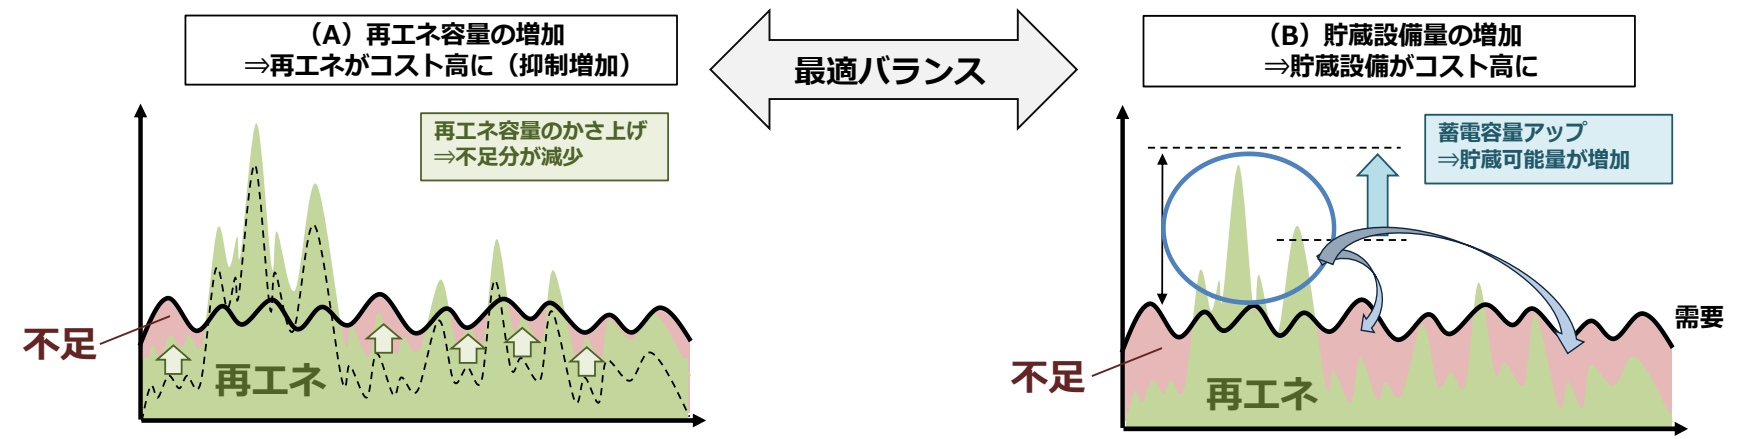 （A）再エネ容量の増加
⇒再エネがコスト高に（抑制増加）
最適バランス
（B）貯蔵設備量の増加
⇒貯蔵設備がコスト高に
再エネ容量のかさ上げ
⇒不足分が減少
蓄電容量アップ
⇒貯蔵可能量が増加
不足
再エネ
需要
不足
再エネ